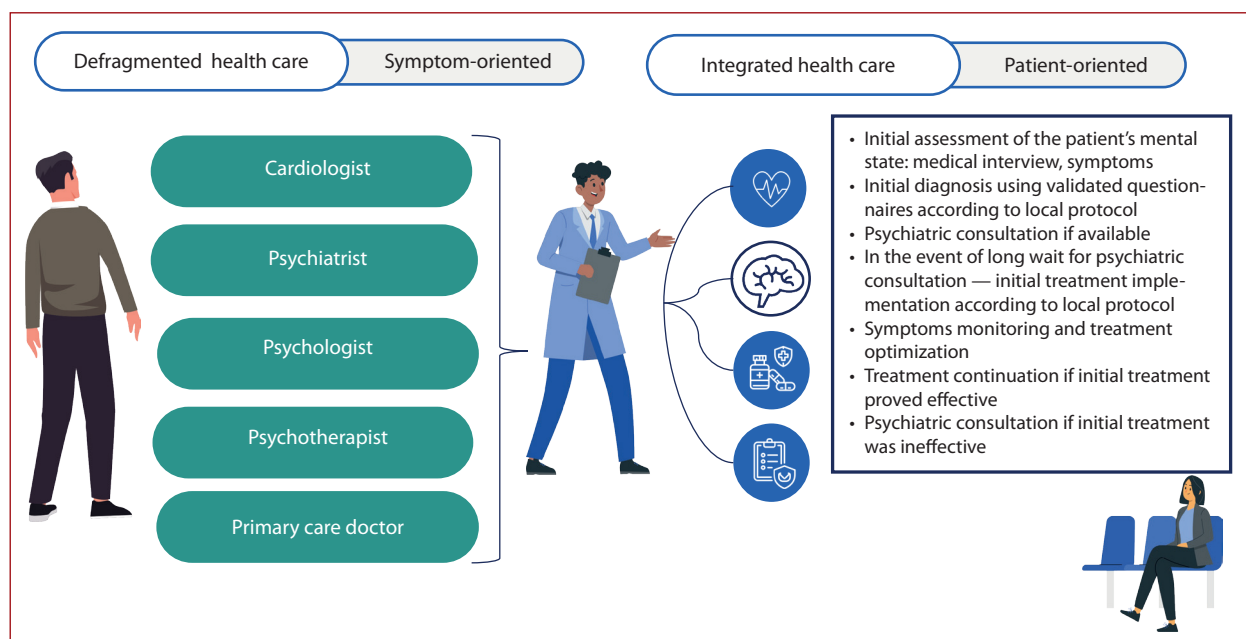 Defragmented health care
Symptom-oriented
Integrated health care
Patient-oriented
Cardiologist
Psychiatrist
Psychologist
Psychotherapist
Primary care doctor
• Initial assessment of the patient's mental
state: medical interview, symptoms
• Initial diagnosis using validated question-
naires according to local protocol
• Psychiatric consultation if available
• In the event of long wait for psychiatric
consultation — initial treatment imple-
mentation according to local protocol
• Symptoms monitoring and treatment
optimization
• Treatment continuation if initial treatment
proved effective
• Psychiatric consultation if initial treatment
was ineffective